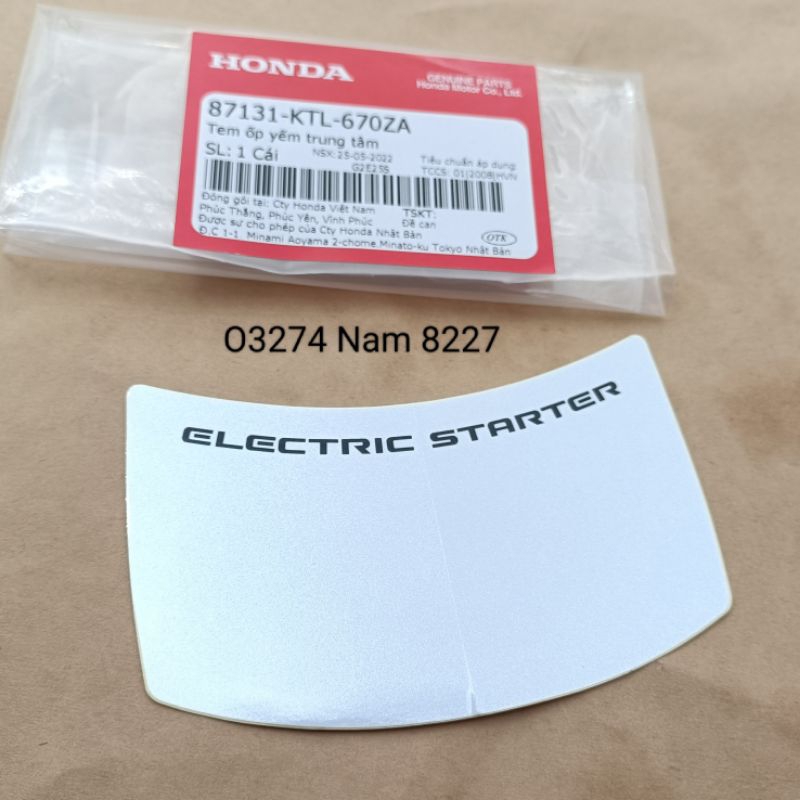 HONDA
GENUINE PARTS
Honda Motor Co., Ltd.
87131-KTL-670ZA
Tem ốp yếm trung tâm
SL: 1 Cái
NSX: 25-05-2022
Tiêu chuẩn áp dụng
G2E25S
TCCS: 01(2008)HVN
Đóng gói tại: Cty Honda Việt Nam
TSKT:
Phúc Thắng, Phúc Yên, Vĩnh Phúc
Đề can
Được sự cho phép của Cty Honda Nhật Bản
Đ.C 1-1, Minami Aoyama 2-chome Minato-ku Tokyo Nhật Bản
QTK
O3274 Nam 8227
ELECTRIC STARTER